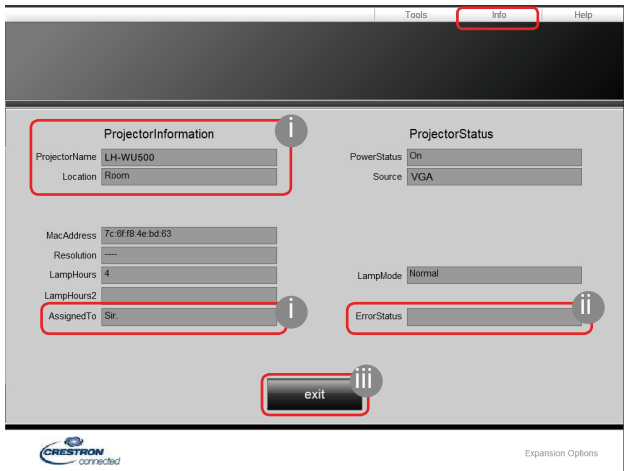 Tools Info Help
ProjectorInformation i ProjectorStatus
ProjectorName LH-WU500 PowerStatus On
Location Room Source VGA
MacAddress 7c:6f:f8:4e:bd:63
Resolution ----
LampHours 4 LampMode Normal
LampHours2
AssignedTo Sir. i ErrorStatus ii
exit iii
CRESTRON connected Expansion Options